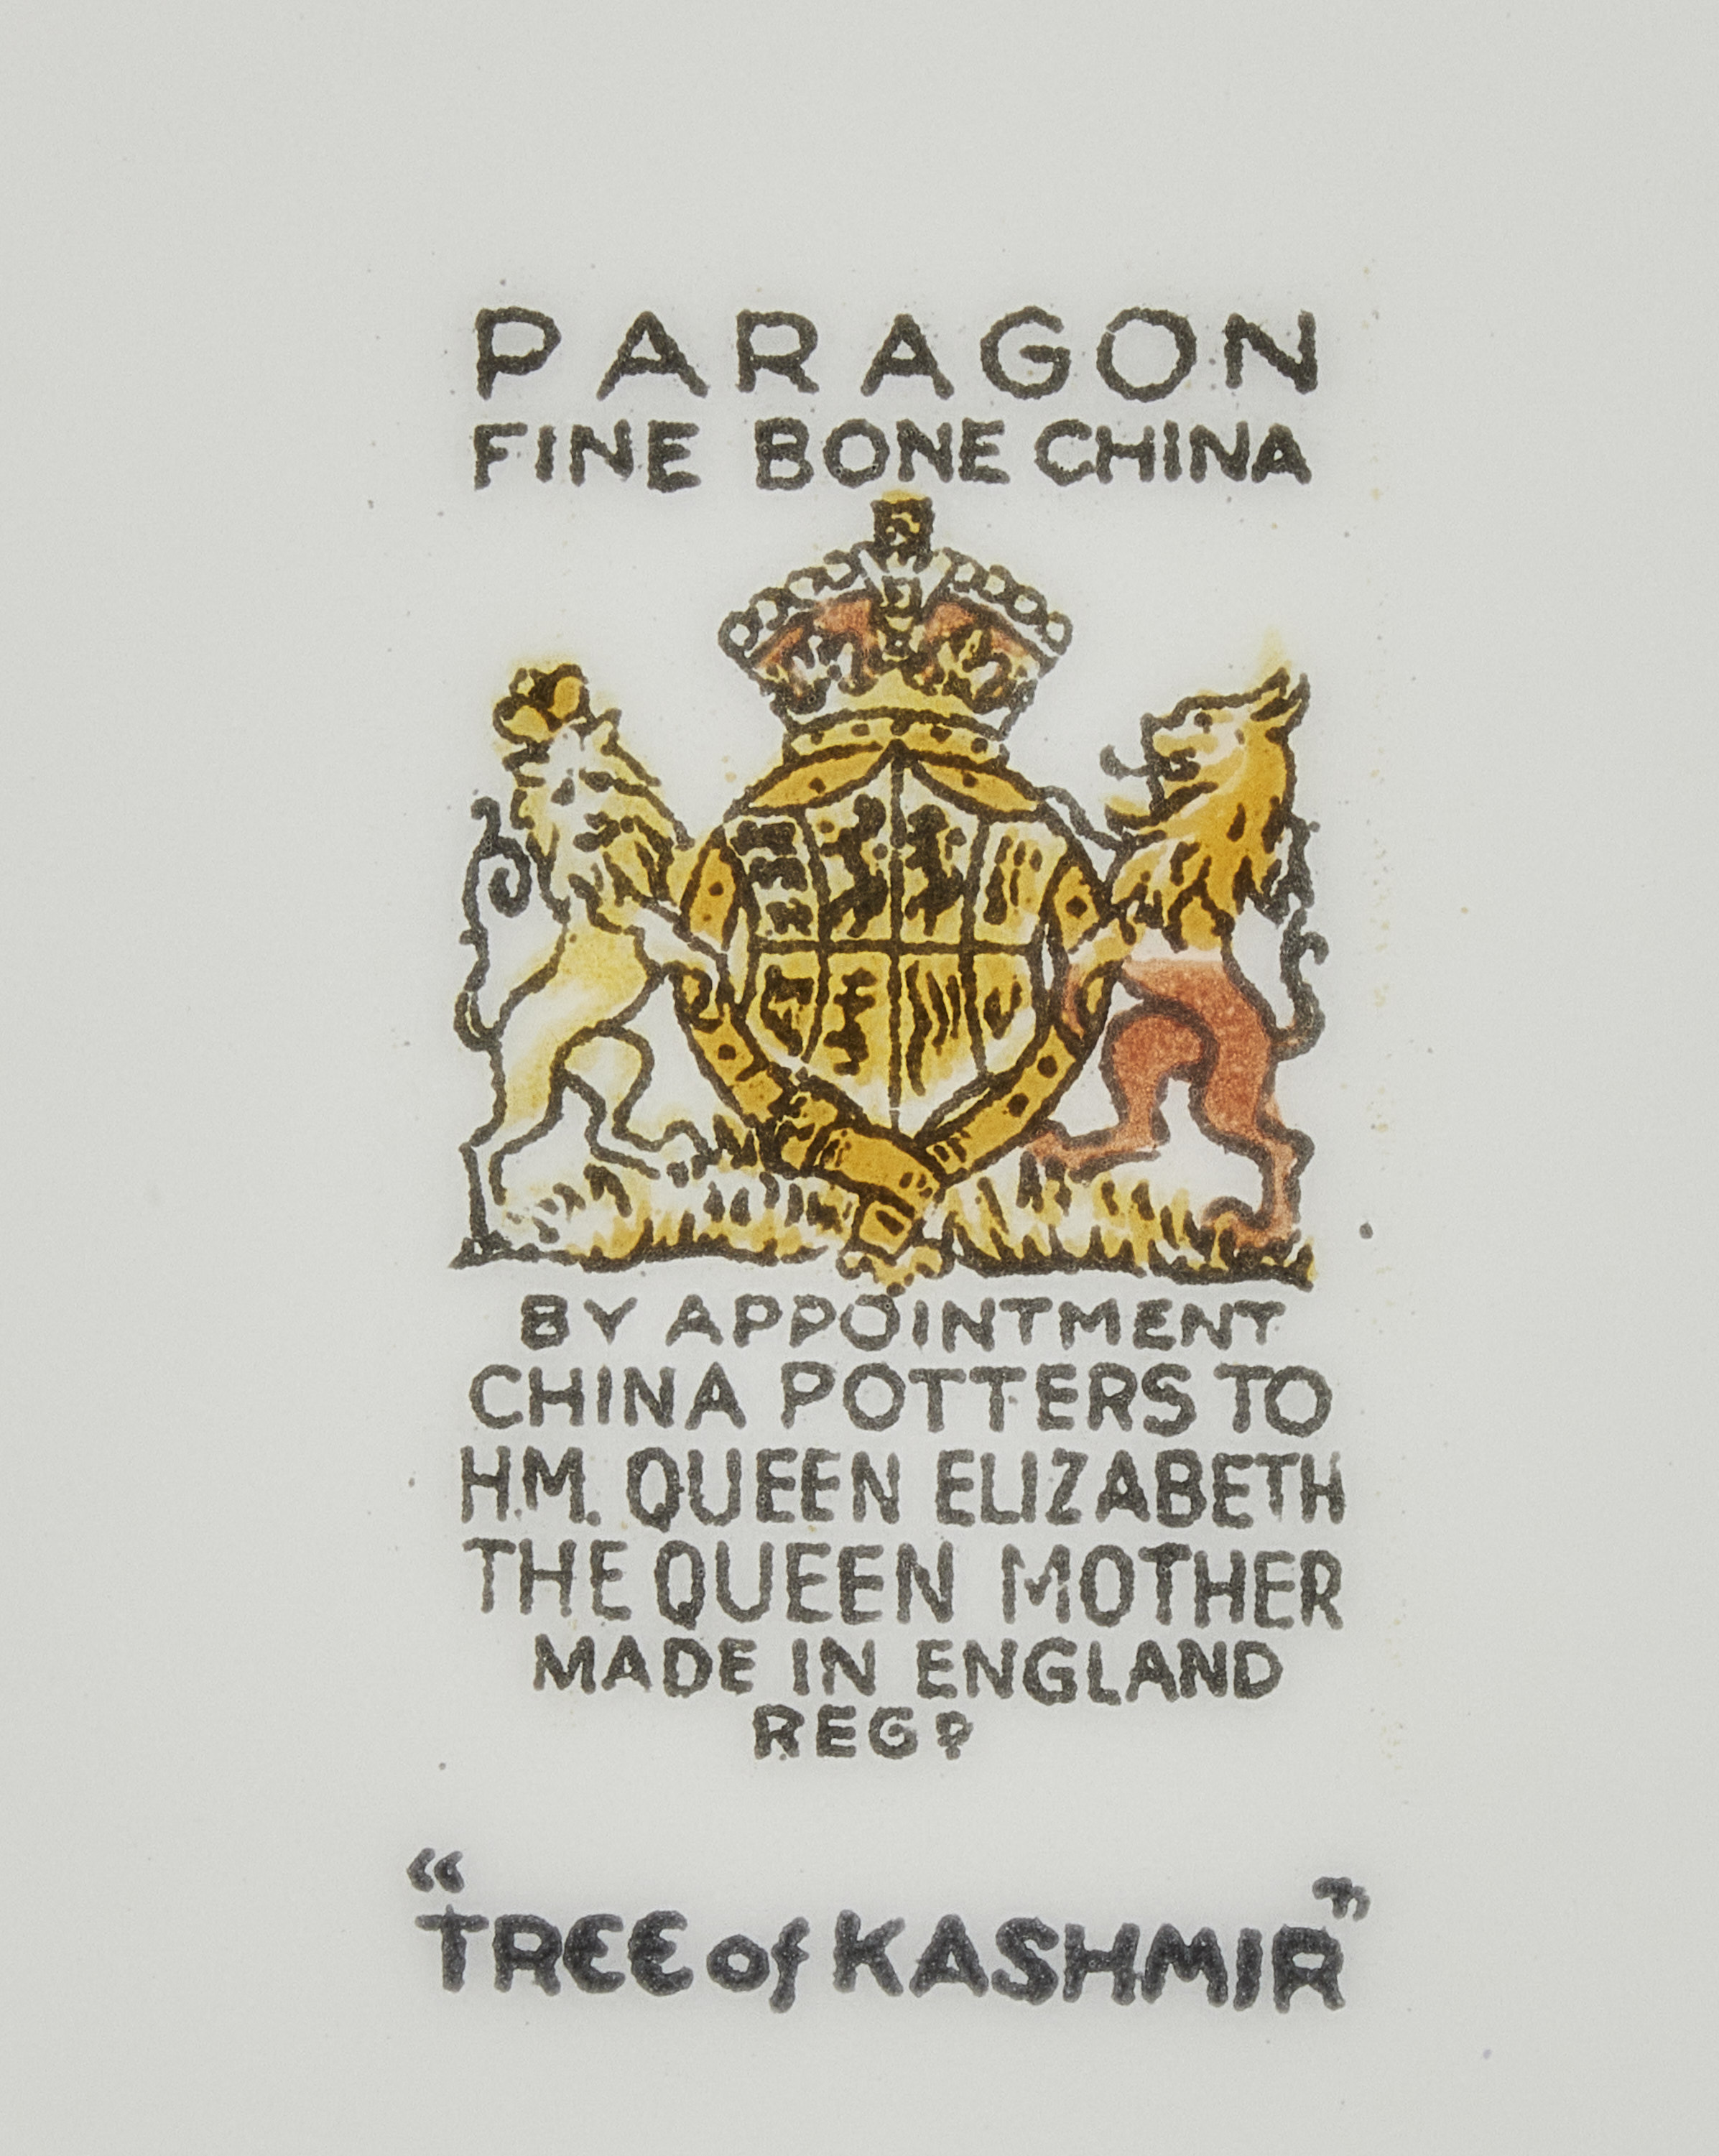 PARAGON
FINE BONE CHINA
BY APPOINTMENT
CHINA POTTERS TO
H.M. QUEEN ELIZABETH
THE QUEEN MOTHER
MADE IN ENGLAND
REGD
"TREE of KASHMIR"